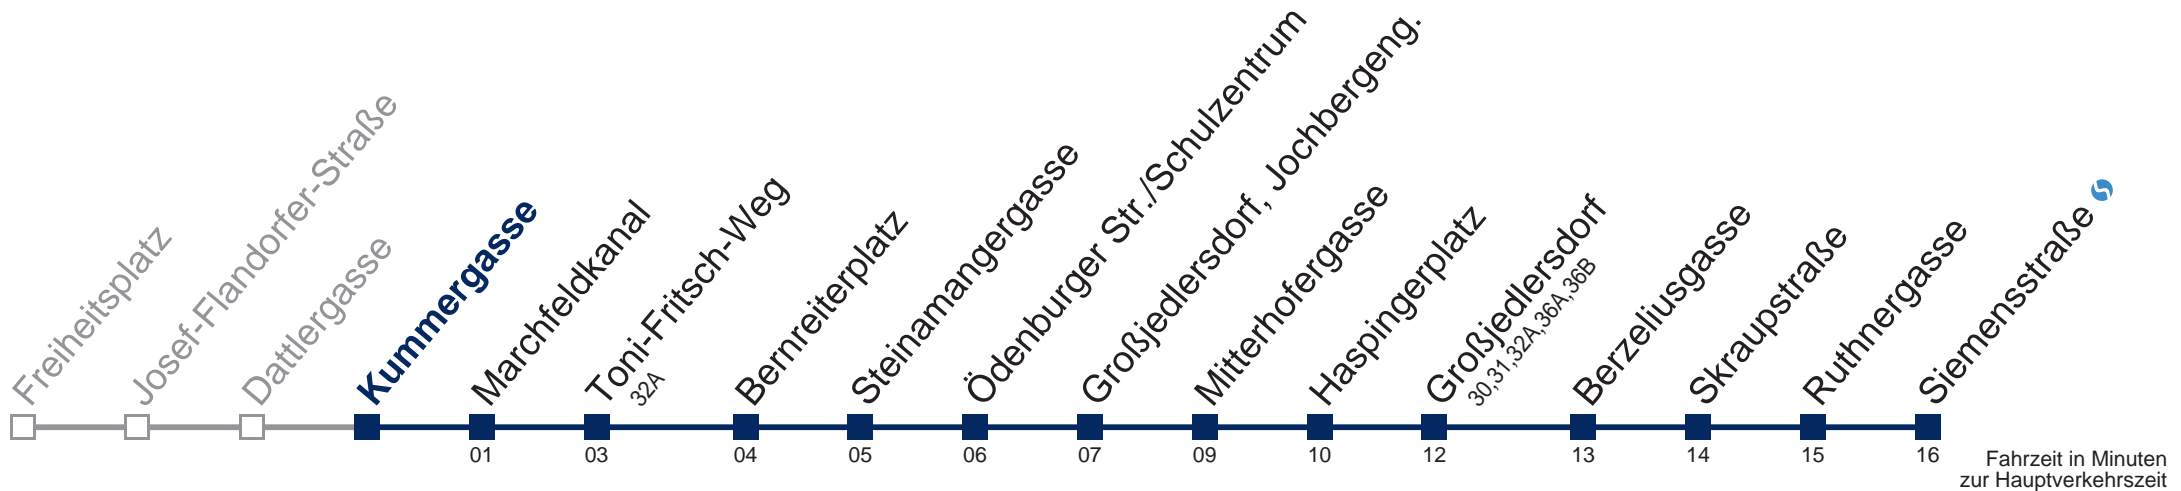 Freiheitsplatz
Josef-Flandorfer-Straße
Dattlergasse
Kummergasse
Marchfeldkanal
Toni-Fritsch-Weg
32A
Bernreiterplatz
Steinamangergasse
Ödenburger Str./Schulzentrum
Großjedlersdorf, Jochbergeng.
Mitterhofergasse
Haspingerplatz
Großjedlersdorf
30,31,32A,36A,36B
Berzeliusgasse
Skraupstraße
Ruthnergasse
Siemensstraße
01 03 04 05 06 07 09 10 12 13 14 15 16
Fahrzeit in Minuten
zur Hauptverkehrszeit